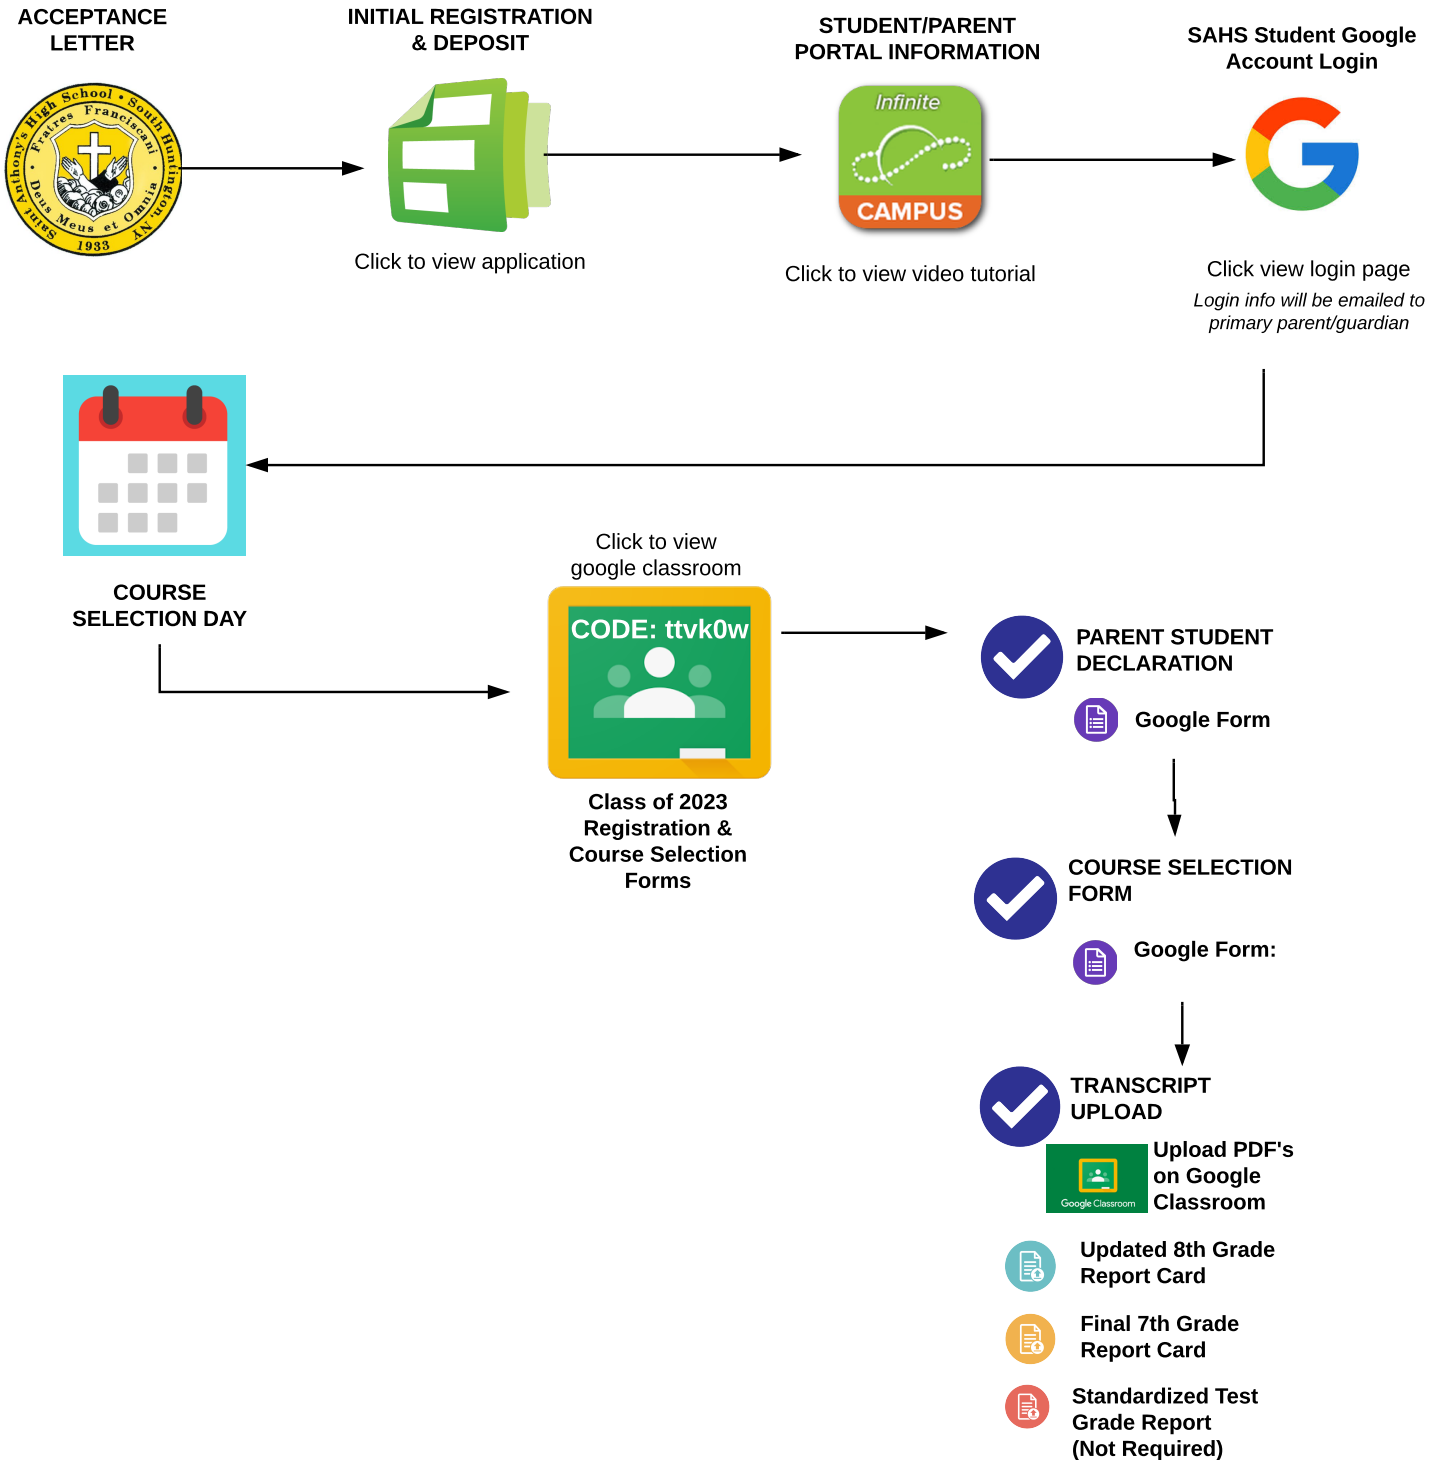 ACCEPTANCE
LETTER
Saint Anthony's High School • South Huntington, NY
• Fratres Franciscani •
Deus Meus et Omnia
1933
INITIAL REGISTRATION
& DEPOSIT
Click to view application
STUDENT/PARENT
PORTAL INFORMATION
Infinite
CAMPUS
Click to view video tutorial
SAHS Student Google
Account Login
Click view login page
Login info will be emailed to
primary parent/guardian
COURSE
SELECTION DAY
Click to view
google classroom
CODE: ttvk0w
Class of 2023
Registration &
Course Selection
Forms
PARENT STUDENT
DECLARATION
Google Form
COURSE SELECTION
FORM
Google Form:
TRANSCRIPT
UPLOAD
Google Classroom
Upload PDF's
on Google
Classroom
Updated 8th Grade
Report Card
Final 7th Grade
Report Card
Standardized Test
Grade Report
(Not Required)